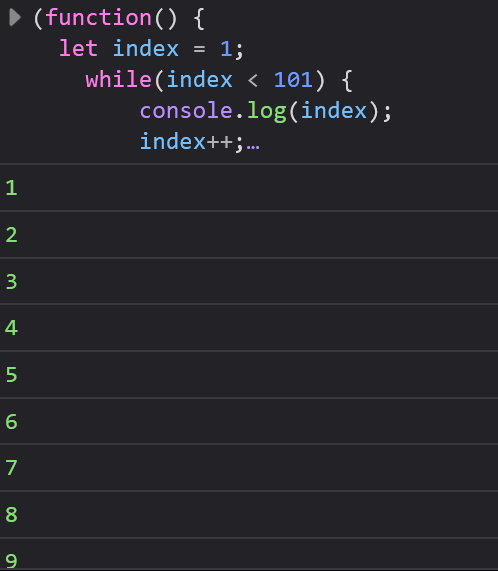 (function() {
let index = 1;
while(index < 101) {
console.log(index);
index++;…
1
2
3
4
5
6
7
8
9